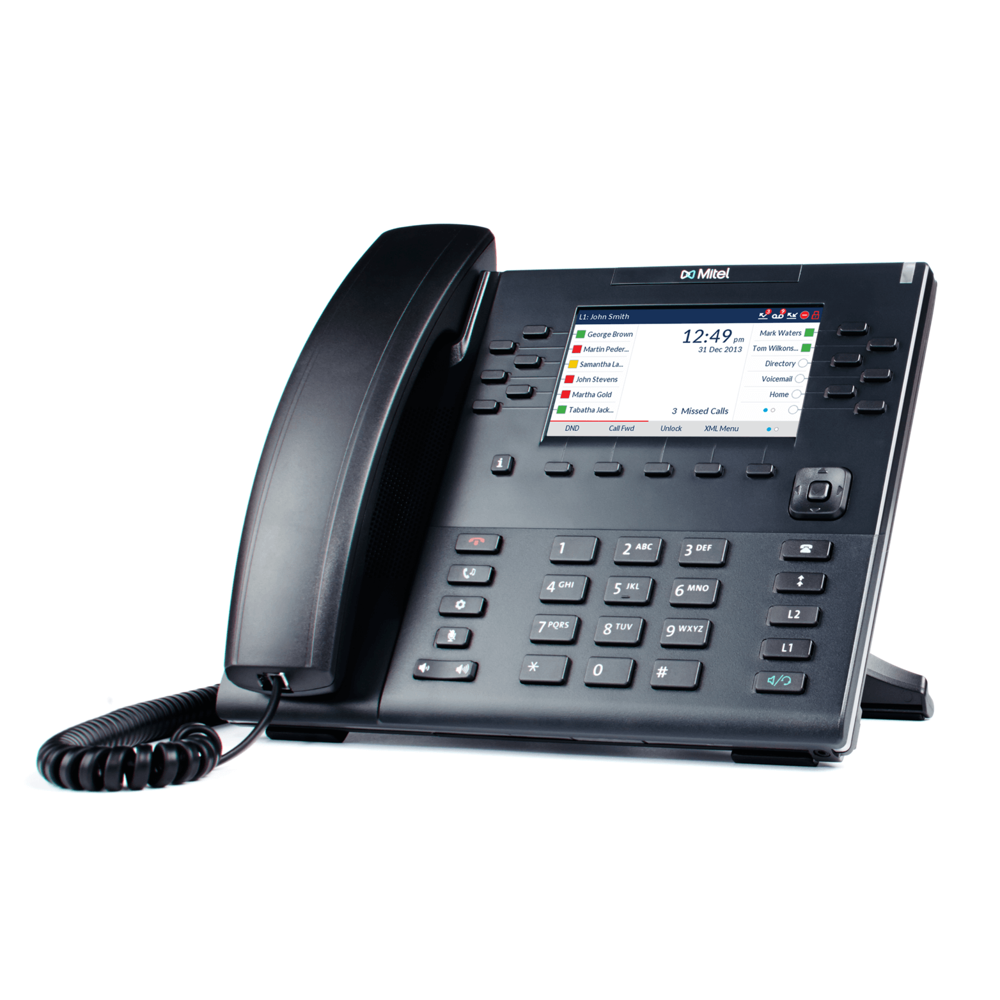 Mitel
L1: John Smith
3
9
George Brown
Martin Peder...
Samantha La...
John Stevens
Martha Gold
Tabatha Jack...
12:49 pm
31 Dec 2013
3 Missed Calls
Mark Waters
Tom Wilkons...
Directory
Voicemail
Home
DND
Call Fwd
Unlock
XML Menu
i
1
2 ABC
3 DEF
4 GHI
5 JKL
6 MNO
7 PQRS
8 TUV
9 WXYZ
*
0
#
L2
L1